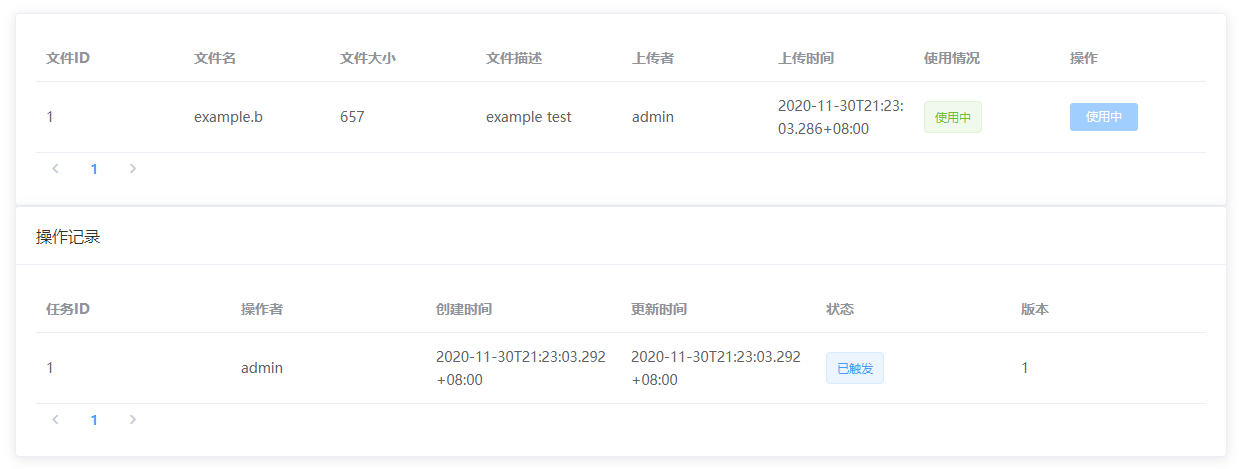 文件ID 文件名 文件大小 文件描述 上传者 上传时间 使用情况 操作
1 example.b 657 example test admin 2020-11-30T21:23:
03.286+08:00 使用中 使用中
1
操作记录
任务ID 操作者 创建时间 更新时间 状态 版本
1 admin 2020-11-30T21:23:03.292 2020-11-30T21:23:03.292 已触发 1
+08:00 +08:00
1